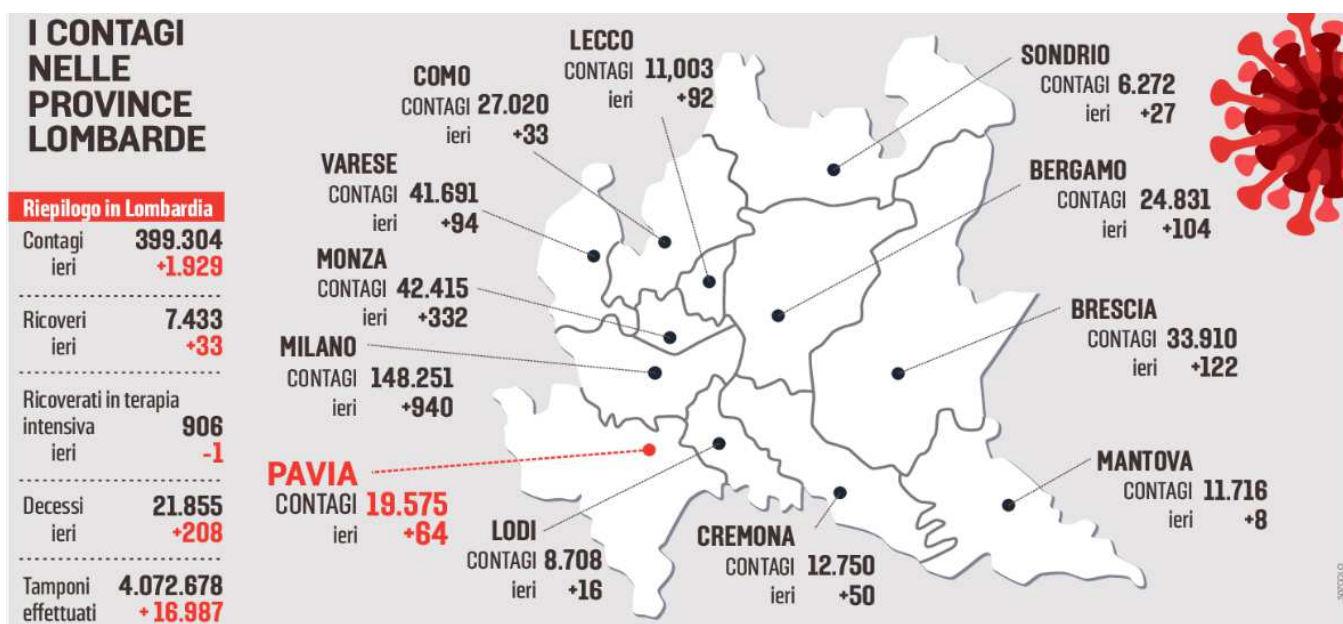 I CONTAGI
NELLE
PROVINCE
LOMBARDE
Riepilogo in Lombardia
Contagi 399.304
ieri +1.929
Ricoveri 7.433
ieri +33
Ricoverati in terapia
intensiva 906
ieri -1
Decessi 21.855
ieri +208
Tamponi 4.072.678
effettuati +16.987
LECCO
CONTAGI 11,003
ieri +92
COMO
CONTAGI 27.020
ieri +33
VARESE
CONTAGI 41.691
ieri +94
MONZA
CONTAGI 42.415
ieri +332
MILANO
CONTAGI 148.251
ieri +940
PAVIA
CONTAGI 19.575
ieri +64
LODI
CONTAGI 8.708
ieri +16
CREMONA
CONTAGI 12.750
ieri +50
SONDRIO
CONTAGI 6.272
ieri +27
BERGAMO
CONTAGI 24.831
ieri +104
BRESCIA
CONTAGI 33.910
ieri +122
MANTOVA
CONTAGI 11.716
ieri +8